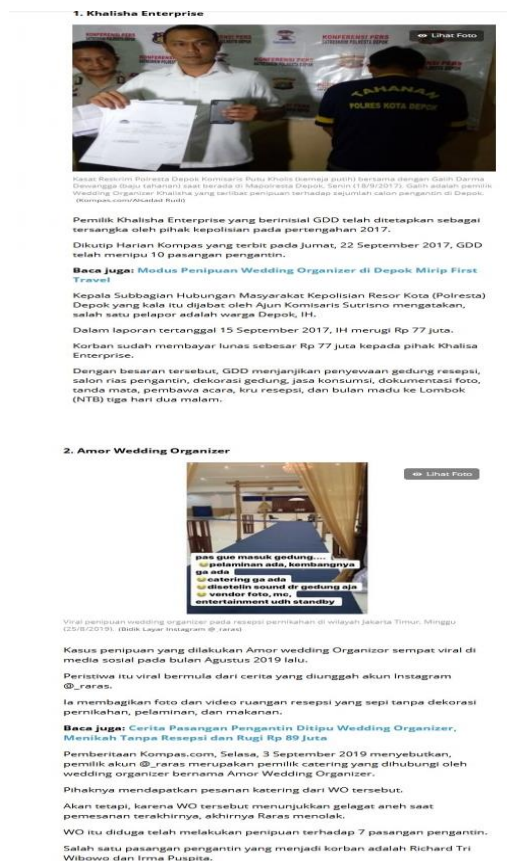 1. Khalisha Enterprise
KONFERENSI PERS
KONFERENSI PERS
Lihat Foto
TAHANAN
POLRES KOTA DEPOK
Kasat Reskrim Polresta Depok Komisaris Putu Kholis (kemeja putih) bersama dengan Galih Darma
Dewangga (baju tahanan) saat berada di Mapolresta Depok, Senin (18/9/2017). Galih adalah pemilik
Wedding Organizer Khalisha yang terlibat penipuan terhadap sejumlah calon pengantin di Depok.
(Kompas.com/Alsadad Rudi)
Pemilik Khalisha Enterprise yang berinisial GDD telah ditetapkan sebagai
tersangka oleh pihak kepolisian pada pertengahan 2017.
Dikutip Harian Kompas yang terbit pada Jumat, 22 September 2017, GDD
telah menipu 10 pasangan pengantin.
Baca juga: Modus Penipuan Wedding Organizer di Depok Mirip First
Travel
Kepala Subbagian Hubungan Masyarakat Kepolisian Resor Kota (Polresta)
Depok yang kala itu dijabat oleh Ajun Komisaris Sutrisno mengatakan,
salah satu pelapor adalah warga Depok, IH.
Dalam laporan tertanggal 15 September 2017, IH merugi Rp 77 juta.
Korban sudah membayar lunas sebesar Rp 77 juta kepada pihak Khalisa
Enterprise.
Dengan besaran tersebut, GDD menjanjikan penyewaan gedung resepsi,
salon rias pengantin, dekorasi gedung, jasa konsumsi, dokumentasi foto,
tanda mata, pembawa acara, kru resepsi, dan bulan madu ke Lombok
(NTB) tiga hari dua malam.
2. Amor Wedding Organizer
Lihat Foto
pas gue masuk gedung....
pelaminan ada, kembangnya
ga ada
catering ga ada
disetelin sound dr gedung aja
vendor foto, mc,
entertainment udh standby
Viral penipuan wedding organizer pada resepsi pernikahan di wilayah Jakarta Timur, Minggu
(25/8/2019). (Bidik Layar Instagram @_raras)
Kasus penipuan yang dilakukan Amor wedding Organizor sempat viral di
media sosial pada bulan Agustus 2019 lalu.
Peristiwa itu viral bermula dari cerita yang diunggah akun Instagram
@_raras.
Ia membagikan foto dan video ruangan resepsi yang sepi tanpa dekorasi
pernikahan, pelaminan, dan makanan.
Baca juga: Cerita Pasangan Pengantin Ditipu Wedding Organizer,
Menikah Tanpa Resepsi dan Rugi Rp 89 Juta
Pemberitaan Kompas.com, Selasa, 3 September 2019 menyebutkan,
pemilik akun @_raras merupakan pemilik catering yang dihubungi oleh
wedding organizer bernama Amor Wedding Organizer.
Pihaknya mendapatkan pesanan katering dari WO tersebut.
Akan tetapi, karena WO tersebut menunjukkan gelagat aneh saat
pemesanan terakhirnya, akhirnya Raras menolak.
WO itu diduga telah melakukan penipuan terhadap 7 pasangan pengantin.
Salah satu pasangan pengantin yang menjadi korban adalah Richard Tri
Wibowo dan Irma Puspita.